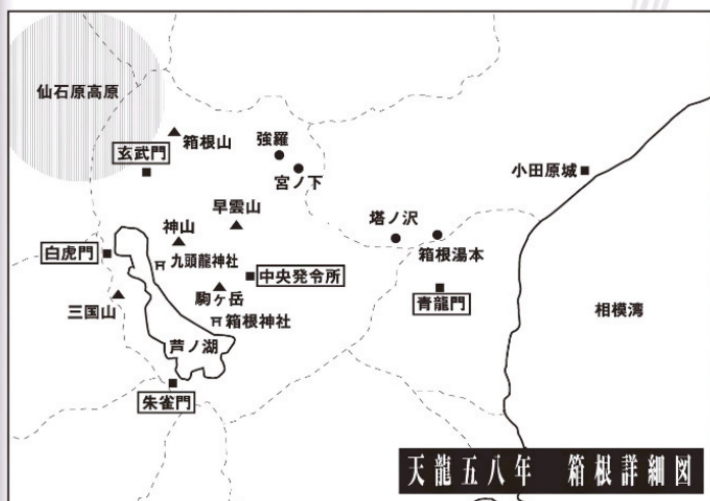 仙石原高原
箱根山
強羅
玄武門
宮ノ下
小田原城
早雲山
塔ノ沢
神山
箱根湯本
白虎門
九頭龍神社
中央発令所
駒ヶ岳
青龍門
三国山
箱根神社
相模湾
芦ノ湖
朱雀門
天龍五八年 箱根詳細図